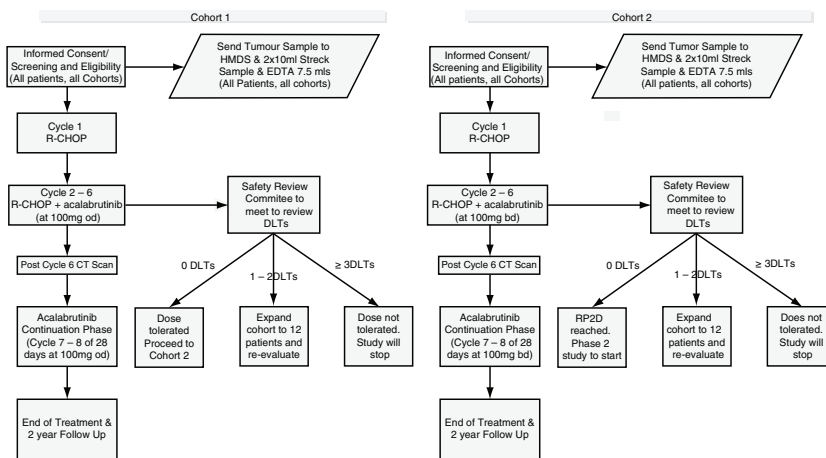 Cohort 1
Informed Consent/
Screening and Eligibility
(All patients, all Cohorts)
Send Tumour Sample to
HMDS & 2x10ml Streck
Sample & EDTA 7.5 mls
(All Patients, all cohorts)
Cycle 1
R-CHOP
Cycle 2 – 6
R-CHOP + acalabrutinib
(at 100mg od)
Safety Review
Commitee to
meet to review
DLTs
Post Cycle 6 CT Scan
0 DLTs
1 – 2DLTs
≥ 3DLTs
Acalabrutinib
Continuation Phase
(Cycle 7 – 8 of 28
days at 100mg od)
Dose
tolerated
Proceed to
Cohort 2
Expand
cohort to 12
patients and
re-evaluate
Dose not
tolerated.
Study will
stop
End of Treatment &
2 year Follow Up
Cohort 2
Informed Consent/
Screening and Eligibility
(All patients, all Cohorts)
Send Tumor Sample to
HMDS & 2x10ml Streck
Sample & EDTA 7.5 mls
(All Patients, all cohorts)
Cycle 1
R-CHOP
Cycle 2 – 6
R-CHOP + acalabrutinib
(at 100mg bd)
Safety Review
Commitee to
meet to review
DLTs
Post Cycle 6 CT Scan
0 DLTs
1 – 2DLTs
≥ 3DLTs
Acalabrutinib
Continuation Phase
(Cycle 7 – 8 of 28
days at 100mg bd)
RP2D
reached.
Phase 2
study to start
Expand
cohort to 12
patients and
re-evaluate
Does not
tolerated.
Study will
stop
End of Treatment &
2 year Follow Up